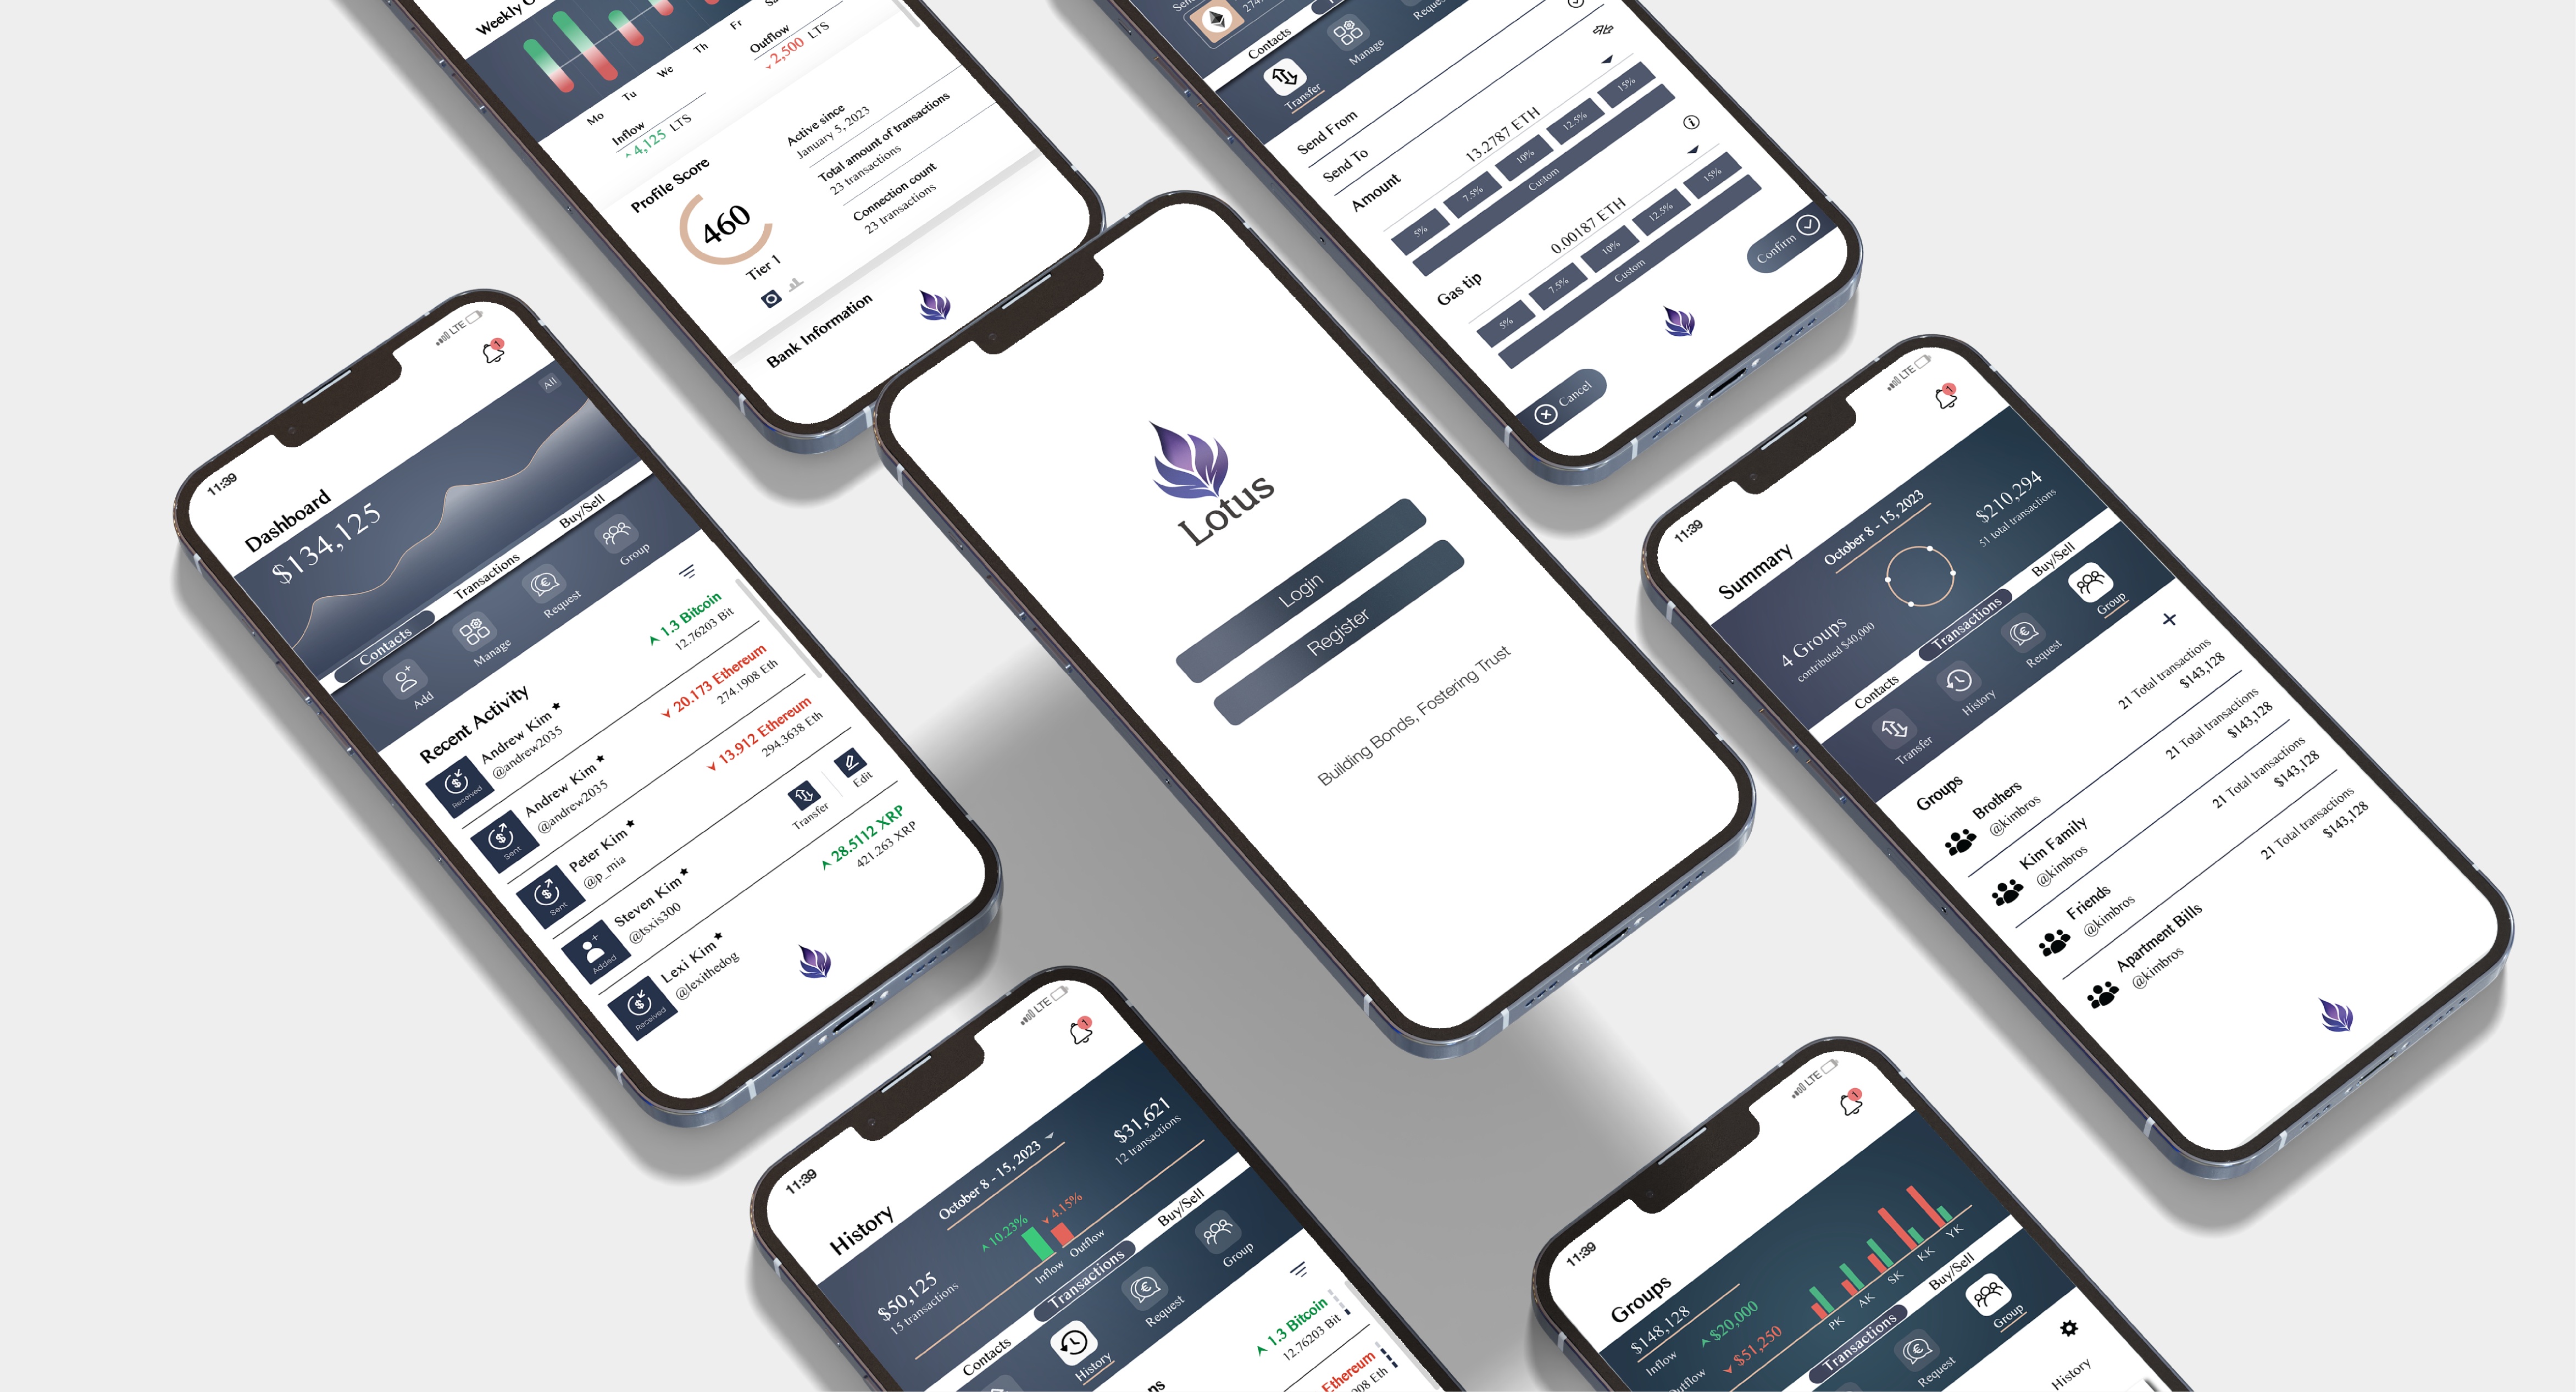 Mo
Tu
We
Th
Fr
Inflow
4,125 LTS
Outflow
2,500 LTS
Profile Score
460
Tier 1
Active since
January 5, 2023
Total amount of transactions
23 transactions
Connection count
23 transactions
Bank Information
Contacts
Transfer
Manage
Send From
Send To
Amount
13.2787 ETH
5%
7.5%
10%
12.5%
15%
Custom
Gas tip
0.00187 ETH
5%
7.5%
10%
12.5%
15%
Custom
Cancel
Confirm
11:39
LTE
1
Dashboard
All
$134,125
Contacts
Transactions
Buy/Sell
Add
Manage
Request
Group
Recent Activity
Received
Andrew Kim
@andrew2035
1.3 Bitcoin
12.76203 Bit
Sent
Andrew Kim
@andrew2035
20.173 Ethereum
274.1908 Eth
Sent
Peter Kim
@p_mia
13.912 Ethereum
294.3638 Eth
Added
Steven Kim
@tsxis300
Transfer
Edit
Received
Lexi Kim
@lexithedog
28.5112 XRP
421.263 XRP
Lotus
Login
Register
Building Bonds, Fostering Trust
11:39
LTE
1
Summary
October 8 - 15, 2023
4 Groups
contributed $40,000
$210,294
51 total transactions
Contacts
Transactions
Buy/Sell
Transfer
History
Request
Group
Groups
Brothers
@kimbros
21 Total transactions
$143,128
Kim Family
@kimbros
21 Total transactions
$143,128
Friends
@kimbros
21 Total transactions
$143,128
Apartment Bills
@kimbros
21 Total transactions
$143,128
11:39
LTE
1
History
October 8 - 15, 2023
$50,125
15 transactions
10.23%
4.15%
Inflow
Outflow
$31,621
12 transactions
Contacts
Transactions
Buy/Sell
History
Request
Group
1.3 Bitcoin
12.76203 Bit
Ethereum
11:39
LTE
1
Groups
$148,128
Inflow
$20,000
$51,250
PK
AK
SK
KK
YK
Transactions
Buy/Sell
Request
Group
History